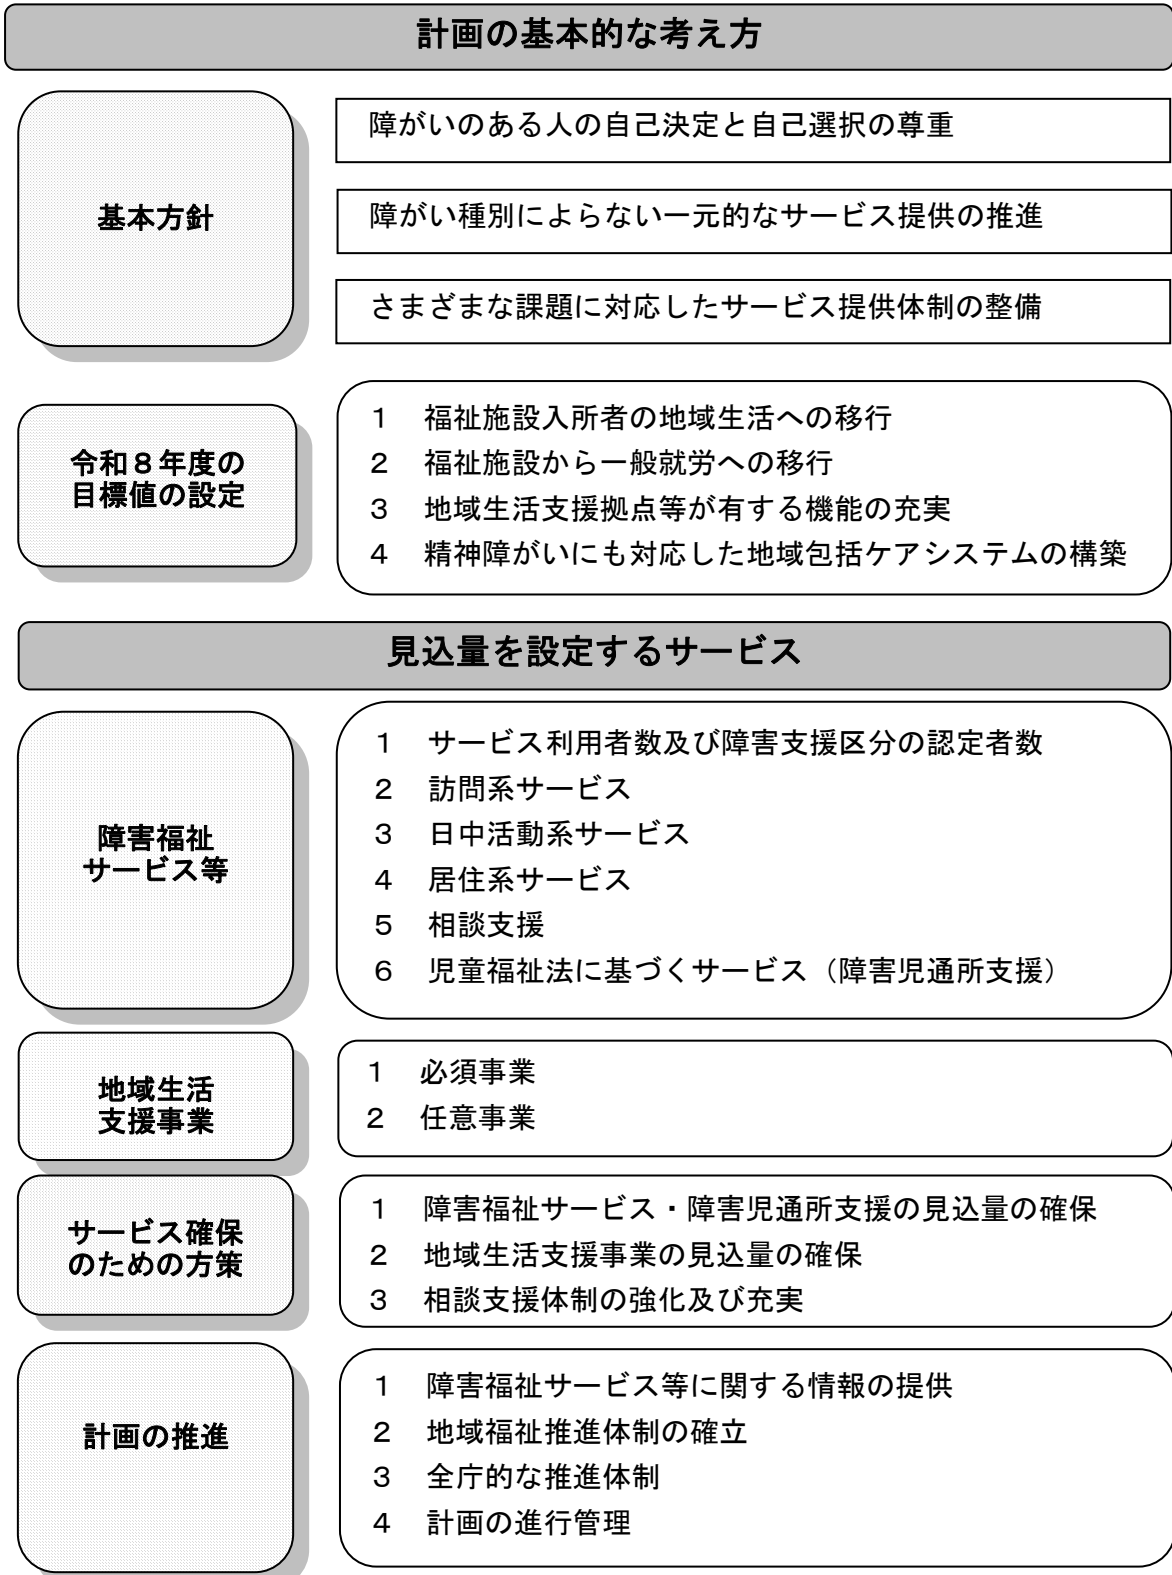 計画の基本的な考え方
基本方針
障がいのある人の自己決定と自己選択の尊重
障がい種別によらない一元的なサービス提供の推進
さまざまな課題に対応したサービス提供体制の整備
令和８年度の
目標値の設定
１　福祉施設入所者の地域生活への移行
２　福祉施設から一般就労への移行
３　地域生活支援拠点等が有する機能の充実
４　精神障がいにも対応した地域包括ケアシステムの構築
見込量を設定するサービス
障害福祉
サービス等
１　サービス利用者数及び障害支援区分の認定者数
２　訪問系サービス
３　日中活動系サービス
４　居住系サービス
５　相談支援
６　児童福祉法に基づくサービス（障害児通所支援）
地域生活
支援事業
１　必須事業
２　任意事業
サービス確保
のための方策
１　障害福祉サービス・障害児通所支援の見込量の確保
２　地域生活支援事業の見込量の確保
３　相談支援体制の強化及び充実
計画の推進
１　障害福祉サービス等に関する情報の提供
２　地域福祉推進体制の確立
３　全庁的な推進体制
４　計画の進行管理